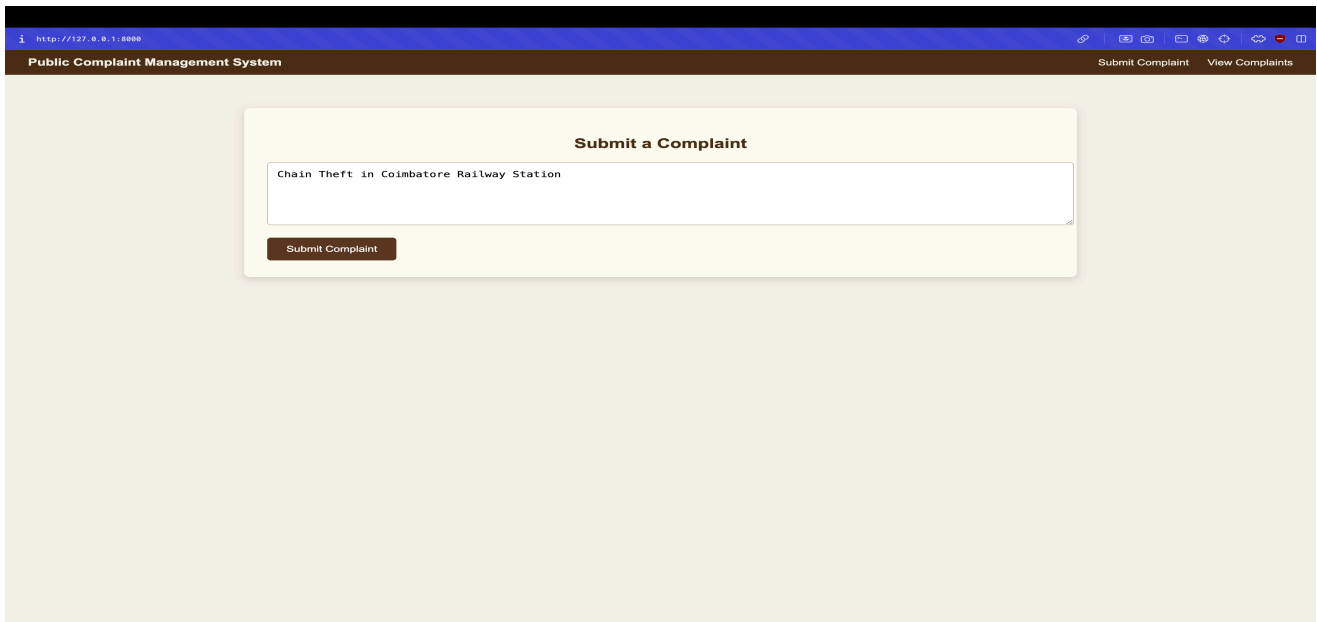 http://127.0.0.1:8000
Public Complaint Management System
Submit Complaint
View Complaints
Submit a Complaint
Chain Theft in Coimbatore Railway Station
Submit Complaint